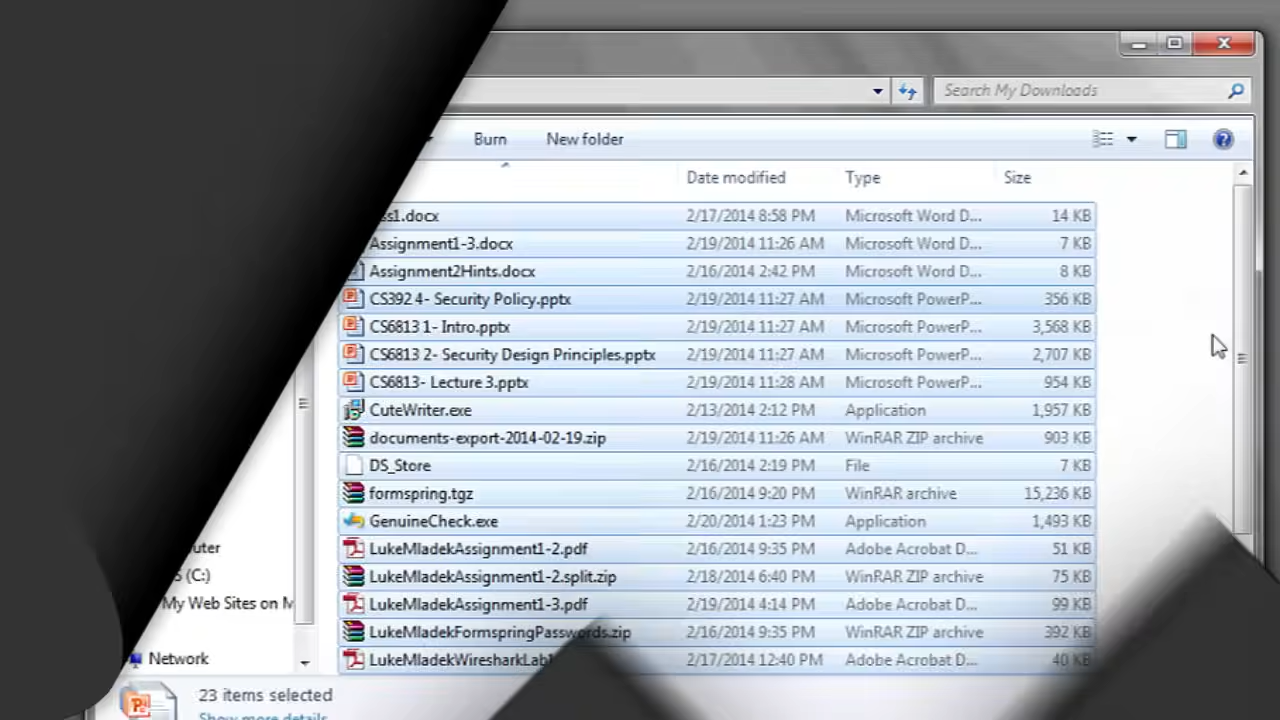 Search My Downloads
Burn New folder
Date modified Type Size
ss1.docx 2/17/2014 8:58 PM Microsoft Word D... 14 KB
Assignment1-3.docx 2/19/2014 11:26 AM Microsoft Word D... 7 KB
Assignment2Hints.docx 2/16/2014 2:42 PM Microsoft Word D... 8 KB
CS392 4- Security Policy.pptx 2/19/2014 11:27 AM Microsoft PowerP... 356 KB
CS6813 1- Intro.pptx 2/19/2014 11:27 AM Microsoft PowerP... 3,568 KB
CS6813 2- Security Design Principles.pptx 2/19/2014 11:27 AM Microsoft PowerP... 2,707 KB
CS6813- Lecture 3.pptx 2/19/2014 11:28 AM Microsoft PowerP... 954 KB
CuteWriter.exe 2/13/2014 2:12 PM Application 1,957 KB
documents-export-2014-02-19.zip 2/19/2014 11:26 AM WinRAR ZIP archive 903 KB
DS_Store 2/16/2014 2:19 PM File 7 KB
formspring.tgz 2/16/2014 9:20 PM WinRAR archive 15,236 KB
GenuineCheck.exe 2/20/2014 1:23 PM Application 1,493 KB
LukeMladekAssignment1-2.pdf 2/16/2014 9:35 PM Adobe Acrobat D... 51 KB
LukeMladekAssignment1-2.split.zip 2/18/2014 6:40 PM WinRAR ZIP archive 75 KB
LukeMladekAssignment1-3.pdf 2/19/2014 4:14 PM Adobe Acrobat D... 99 KB
LukeMladekFormspringPasswords.zip 2/16/2014 9:35 PM WinRAR ZIP archive 392 KB
LukeMladekWiresharkLab1 2/17/2014 12:40 PM Adobe Acrobat D... 40 KB
uter
S (C:)
My Web Sites on M
Network
23 items selected
Show more details